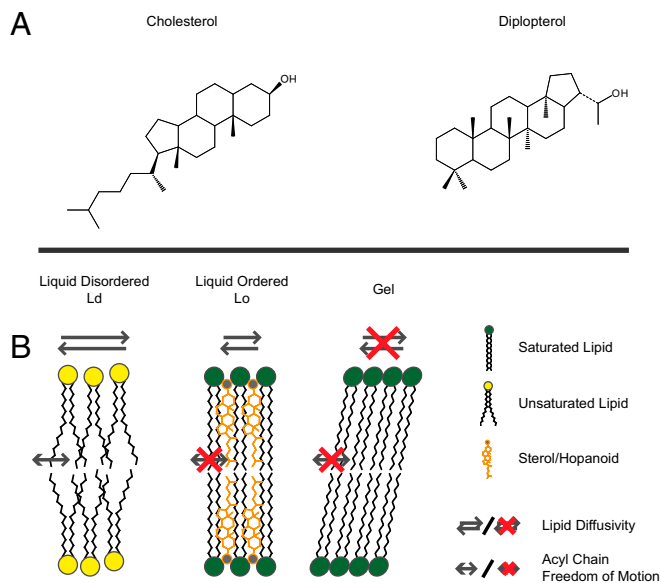 A
Cholesterol
Diplopterol
OH
OH
Liquid Disordered
Ld
Liquid Ordered
Lo
Gel
B
Saturated Lipid
Unsaturated Lipid
Sterol/Hopanoid
Lipid Diffusivity
Acyl Chain
Freedom of Motion